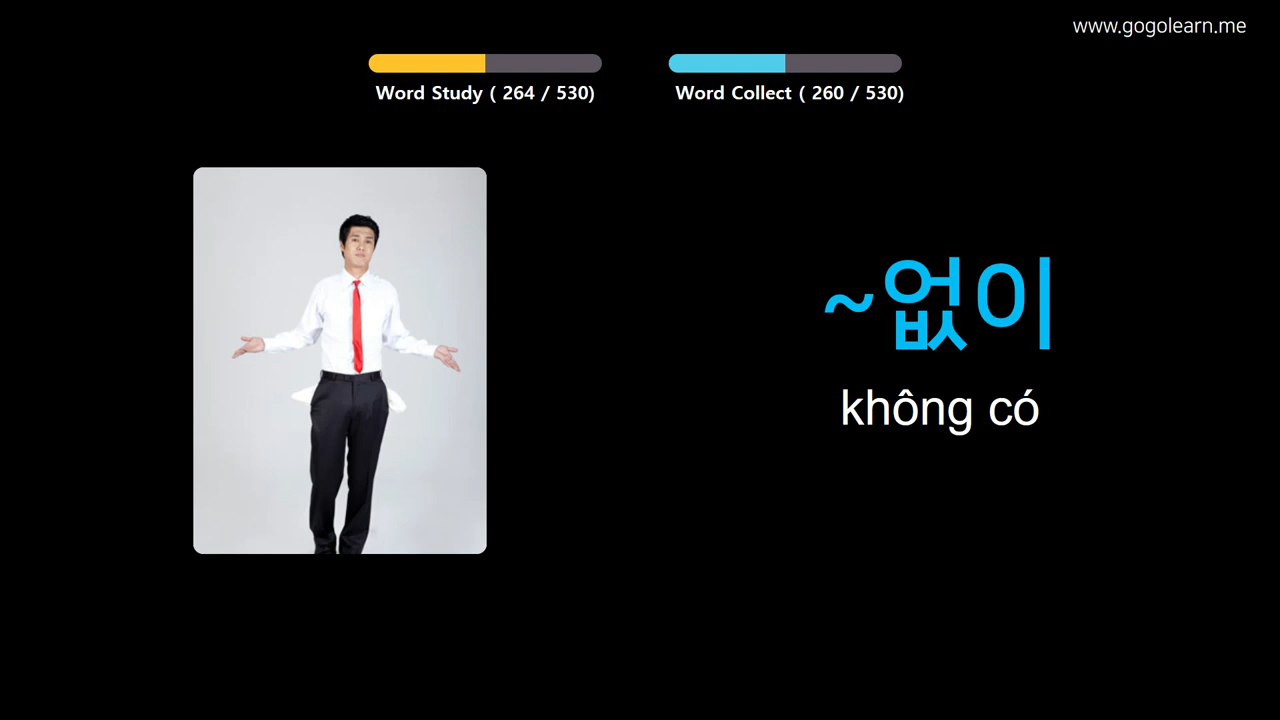 www.gogolearn.me
Word Study ( 264 / 530)
Word Collect ( 260 / 530)
~없이
không có